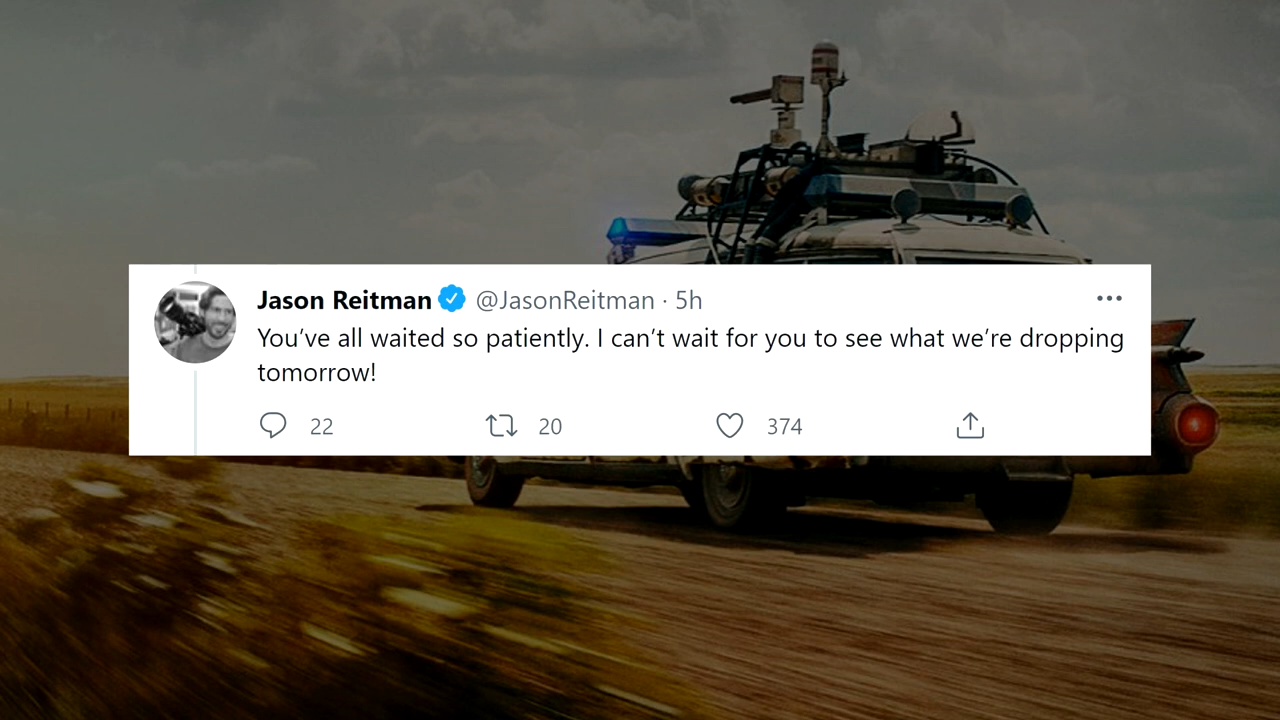 Jason Reitman @JasonReitman · 5h
You’ve all waited so patiently. I can’t wait for you to see what we’re dropping
tomorrow!
22 20 374